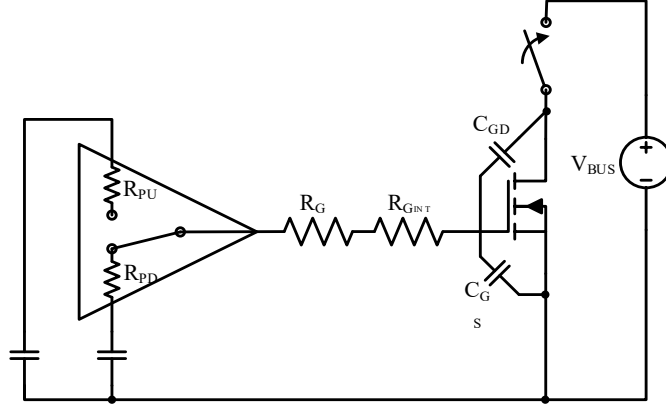 C_GD
V_BUS
R_PU
R_G
R_GINT
R_PD
C_G
S